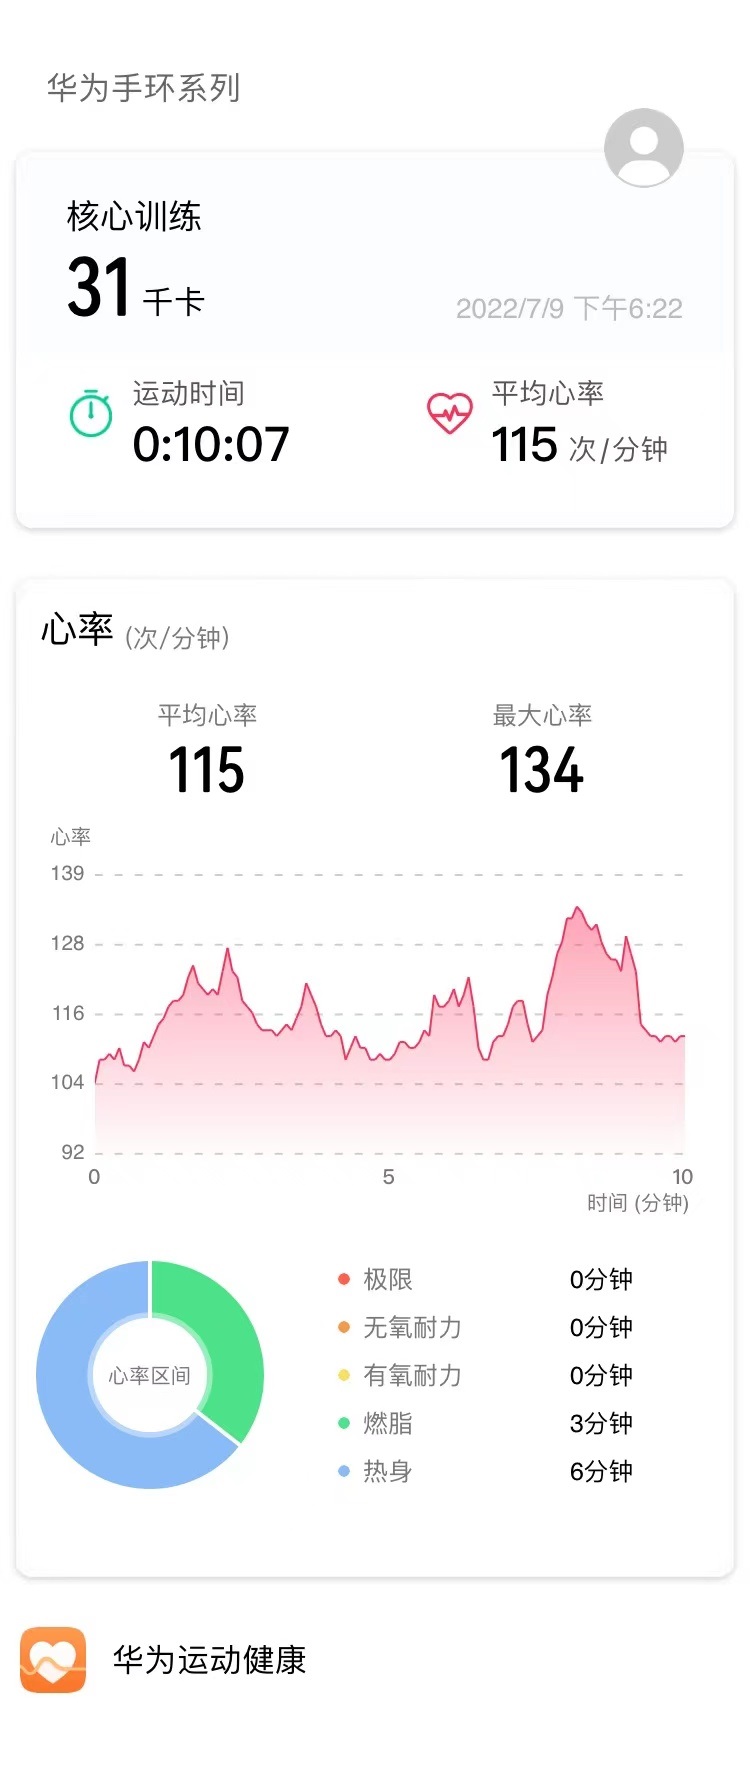 华为手环系列
核心训练
31 千卡
2022/7/9 下午6:22
运动时间
0:10:07
平均心率
115 次/分钟
心率 (次/分钟)
平均心率
115
最大心率
134
心率
139
128
116
104
92
0 5 10
时间 (分钟)
心率区间
极限 0分钟
无氧耐力 0分钟
有氧耐力 0分钟
燃脂 3分钟
热身 6分钟
华为运动健康